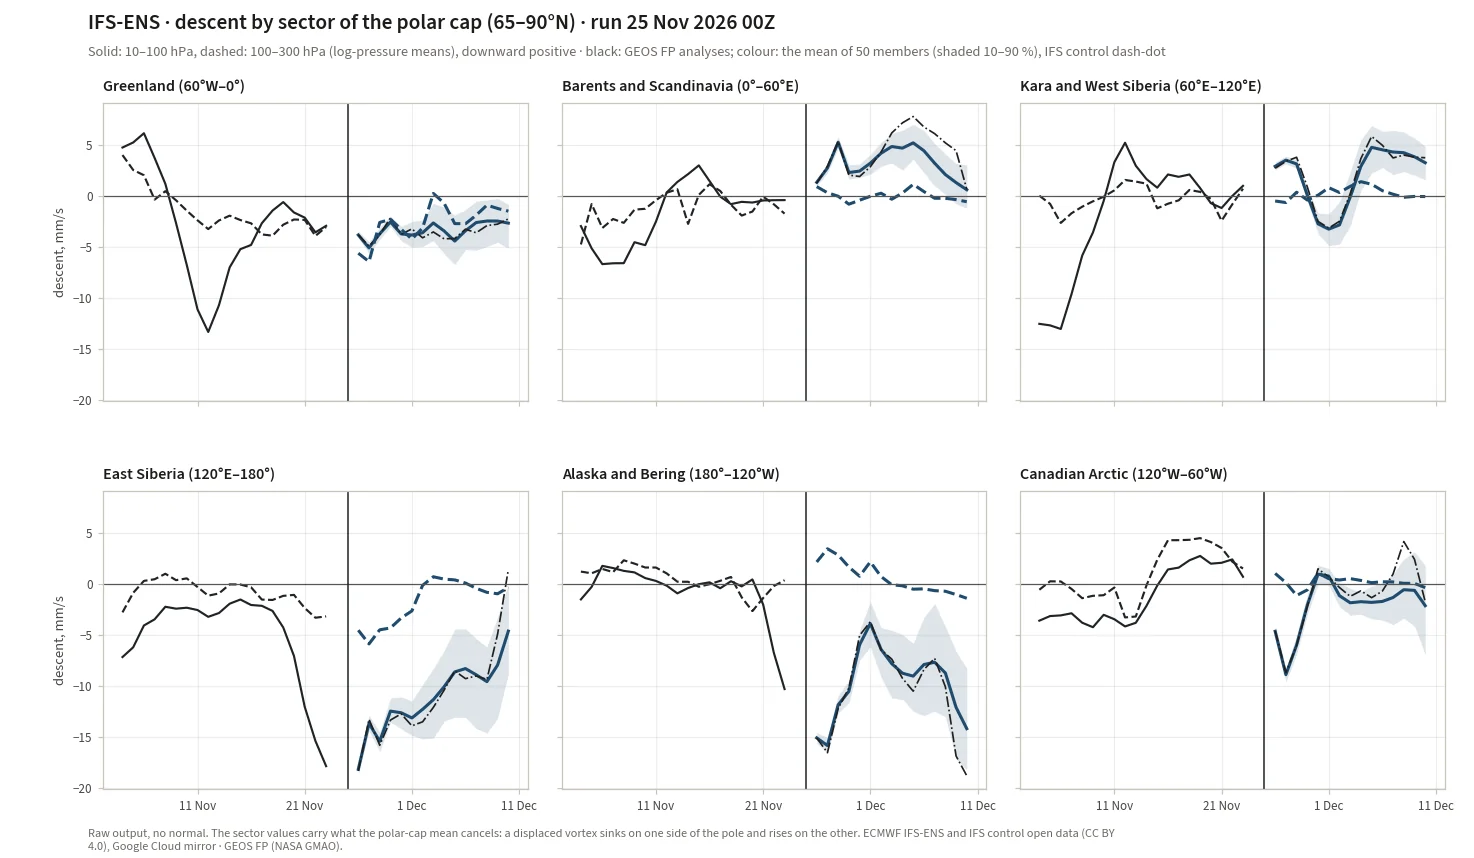 IFS-ENS · descent by sector of the polar cap (65–90°N) · run 25 Nov 2026 00Z
Solid: 10–100 hPa, dashed: 100–300 hPa (log-pressure means), downward positive · black: GEOS FP analyses; colour: the mean of 50 members (shaded 10–90 %), IFS control dash-dot
Greenland (60°W–0°)
Barents and Scandinavia (0°–60°E)
Kara and West Siberia (60°E–120°E)
descent, mm/s
5
0
−5
−10
−15
−20
East Siberia (120°E–180°)
Alaska and Bering (180°–120°W)
Canadian Arctic (120°W–60°W)
descent, mm/s
5
0
−5
−10
−15
−20
11 Nov 21 Nov 1 Dec 11 Dec
11 Nov 21 Nov 1 Dec 11 Dec
11 Nov 21 Nov 1 Dec 11 Dec
Raw output, no normal. The sector values carry what the polar-cap mean cancels: a displaced vortex sinks on one side of the pole and rises on the other. ECMWF IFS-ENS and IFS control open data (CC BY
4.0), Google Cloud mirror · GEOS FP (NASA GMAO).